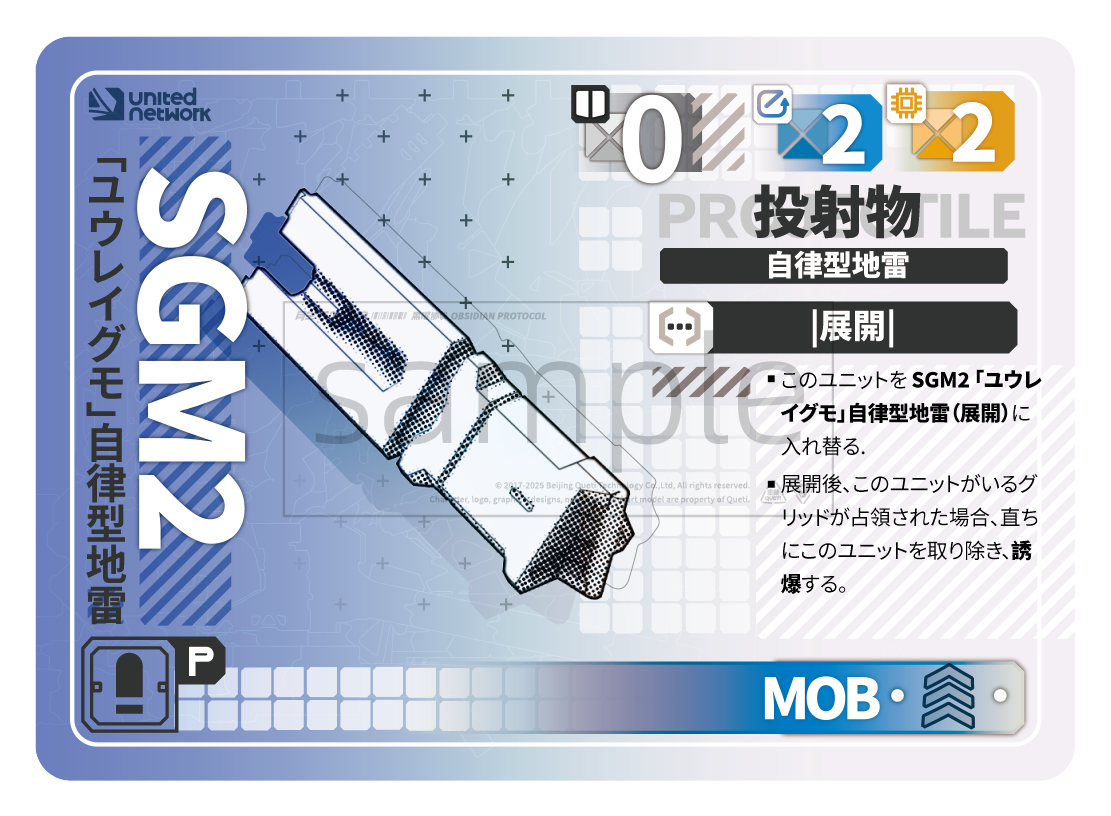 united
network
SGM2
「ユウレイグモ」自律型地雷
0
2
2
投射物
自律型地雷
|展開|
OBSIDIAN PROTOCOL
sample
▪このユニットを SGM2 「ユウレ
イグモ」自律型地雷（展開）に
入れ替る.
▪展開後、このユニットがいるグ
リッドが占領された場合、直ち
にこのユニットを取り除き、誘
爆する。
© 2017-2025 Beijing Queti Technology Co.,Ltd, All rights reserved.
P
MOB